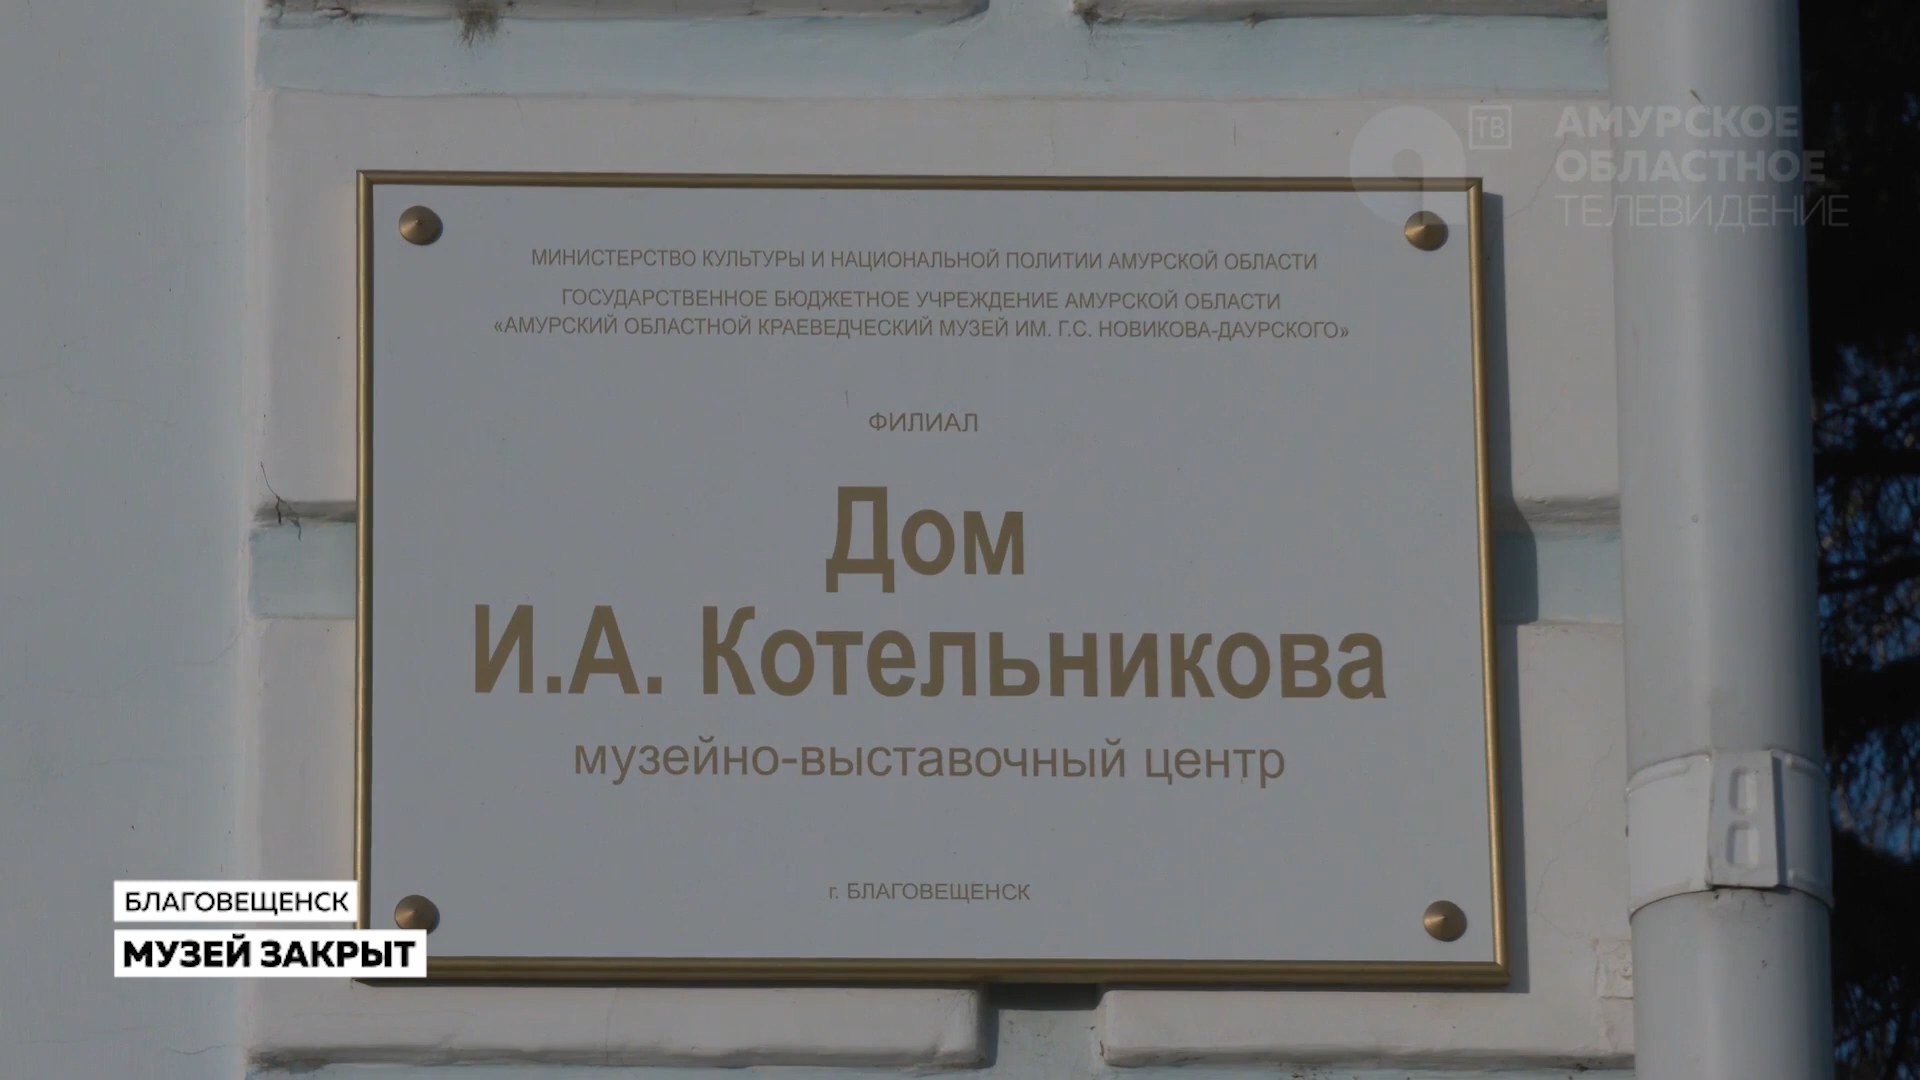 ТВ
АМУРСКОЕ
ОБЛАСТНОЕ
ТЕЛЕВИДЕНИЕ
МИНИСТЕРСТВО КУЛЬТУРЫ И НАЦИОНАЛЬНОЙ ПОЛИТИИ АМУРСКОЙ ОБЛАСТИ
ГОСУДАРСТВЕННОЕ БЮДЖЕТНОЕ УЧРЕЖДЕНИЕ АМУРСКОЙ ОБЛАСТИ
«АМУРСКИЙ ОБЛАСТНОЙ КРАЕВЕДЧЕСКИЙ МУЗЕЙ ИМ. Г.С. НОВИКОВА-ДАУРСКОГО»
ФИЛИАЛ
Дом
И.А. Котельникова
музейно-выставочный центр
г. БЛАГОВЕЩЕНСК
БЛАГОВЕЩЕНСК
МУЗЕЙ ЗАКРЫТ